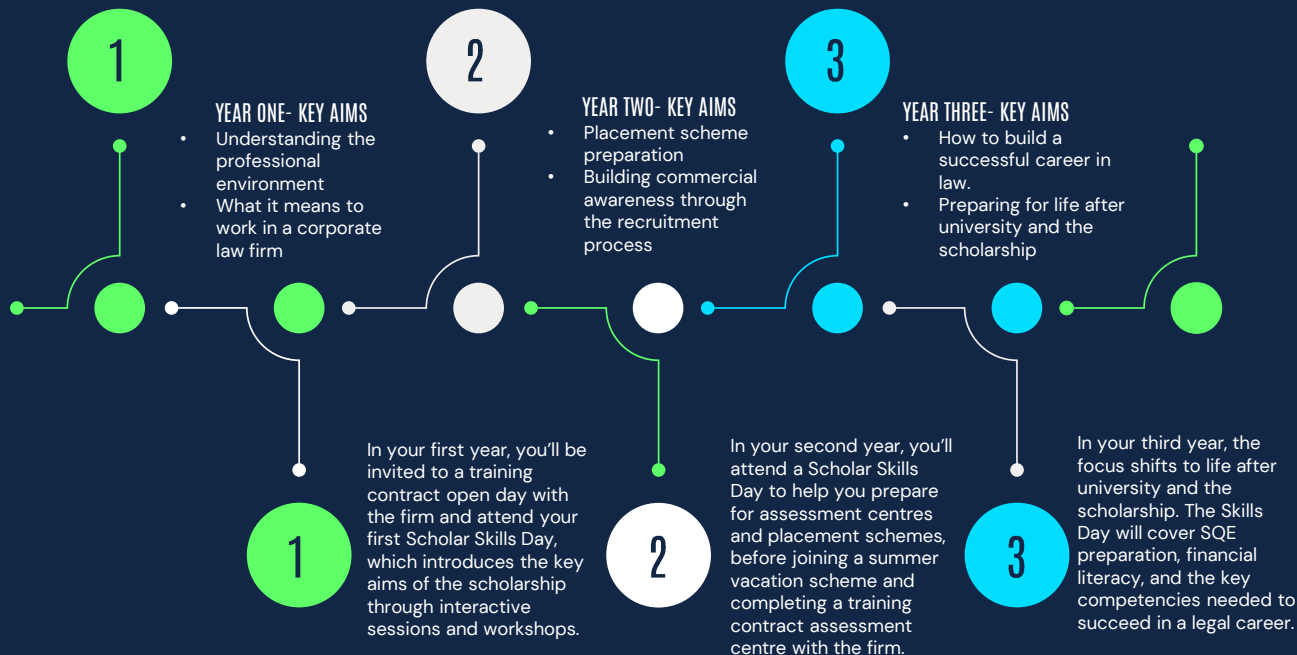 1
2
3
YEAR ONE- KEY AIMS
• Understanding the
professional
environment
• What it means to
work in a corporate
law firm
YEAR TWO- KEY AIMS
• Placement scheme
preparation
• Building commercial
awareness through
the recruitment
process
YEAR THREE- KEY AIMS
• How to build a
successful career in
law.
• Preparing for life after
university and the
scholarship
1
In your first year, you’ll be
invited to a training
contract open day with
the firm and attend your
first Scholar Skills Day,
which introduces the key
aims of the scholarship
through interactive
sessions and workshops.
2
In your second year, you’ll
attend a Scholar Skills
Day to help you prepare
for assessment centres
and placement schemes,
before joining a summer
vacation scheme and
completing a training
contract assessment
centre with the firm.
3
In your third year, the
focus shifts to life after
university and the
scholarship. The Skills
Day will cover SQE
preparation, financial
literacy, and the key
competencies needed to
succeed in a legal career.